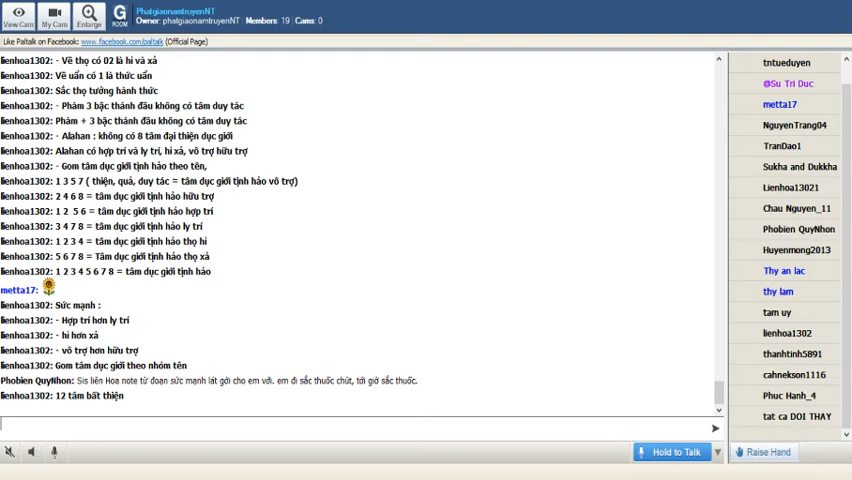 View Cam
My Cam
Enlarge
G
ROOM
PhatgiaonamtruyenNT
Owner: phatgiaonamtruyenNT | Members: 19 | Cams: 0
Like Paltalk on Facebook: www.facebook.com/paltalk (Official Page)
lienhoa1302: - Về thọ có 02 là hỉ và xả
lienhoa1302: Về uẩn có 1 là thức uẩn
lienhoa1302: Sắc thọ tưởng hành thức
lienhoa1302: - Phàm 3 bậc thánh đầu không có tâm duy tác
lienhoa1302: Phàm + 3 bậc thánh đầu không có tâm duy tác
lienhoa1302: - Alahan : không có 8 tâm đại thiện dục giới
lienhoa1302: Alahan có hợp trí và ly trí, hỉ xả, vô trợ hữu trợ
lienhoa1302: - Gom tâm dục giới tịnh hảo theo tên,
lienhoa1302: 1 3 5 7 ( thiện, quả, duy tác = tâm dục giới tịnh hảo vô trợ)
lienhoa1302: 2 4 6 8 = tâm dục giới tịnh hảo hữu trợ
lienhoa1302: 1 2 5 6 = tâm dục giới tịnh hảo hợp trí
lienhoa1302: 3 4 7 8 = tâm dục giới tịnh hảo ly trí
lienhoa1302: 1 2 3 4 = tâm dục giới tịnh hảo thọ hỉ
lienhoa1302: 5 6 7 8 = Tâm dục giới tịnh hảo thọ xả
lienhoa1302: 1 2 3 4 5 6 7 8 = tâm dục giới tịnh hảo
metta17:
lienhoa1302: Sức mạnh :
lienhoa1302: - Hợp trí hơn ly trí
lienhoa1302: - hỉ hơn xả
lienhoa1302: - vô trợ hơn hữu trợ
lienhoa1302: Gom tâm dục giới theo nhóm tên
Phobien QuyNhon: Sis liên Hoa note từ đoạn sức mạnh lát gởi cho em với. em đi sắc thuốc chút, tới giờ sắc thuốc.
lienhoa1302: 12 tâm bất thiện
Hold to Talk
tntueduyen
@Su Tri Duc
metta17
NguyenTrang04
TranDao1
Sukha and Dukkha
Lienhoa13021
Chau Nguyen_11
Phobien QuyNhon
Huyenmong2013
Thy an lac
thy lam
tam uy
lienhoa1302
thanhtinh5891
cahnekson1116
Phuc Hanh_4
tat ca DOI THAY
Raise Hand